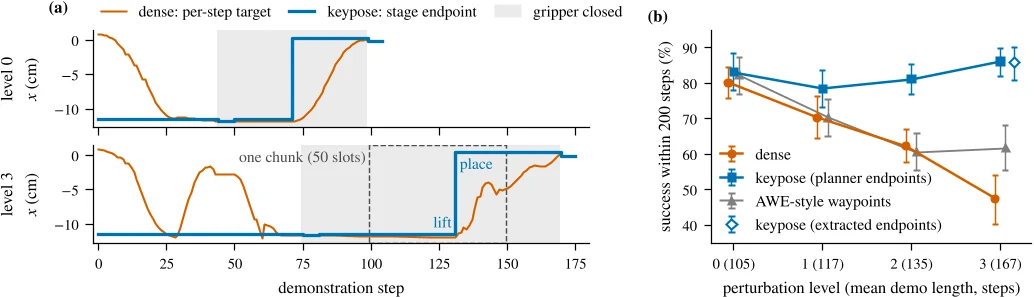 (a)
dense: per-step target
keypose: stage endpoint
gripper closed
level 0
x (cm)
0
−5
−10
level 3
x (cm)
0
−5
−10
one chunk (50 slots)
place
lift
0
25
50
75
100
125
150
175
demonstration step
(b)
success within 200 steps (%)
90
80
70
60
50
40
dense
keypose (planner endpoints)
AWE-style waypoints
keypose (extracted endpoints)
0 (105)
1 (117)
2 (135)
3 (167)
perturbation level (mean demo length, steps)